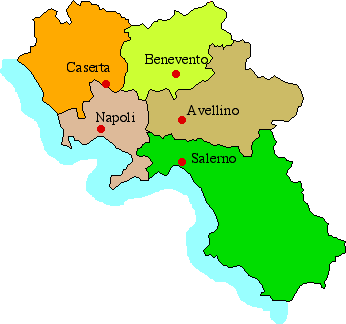 Benevento
Caserta
Avellino
Napoli
Salerno